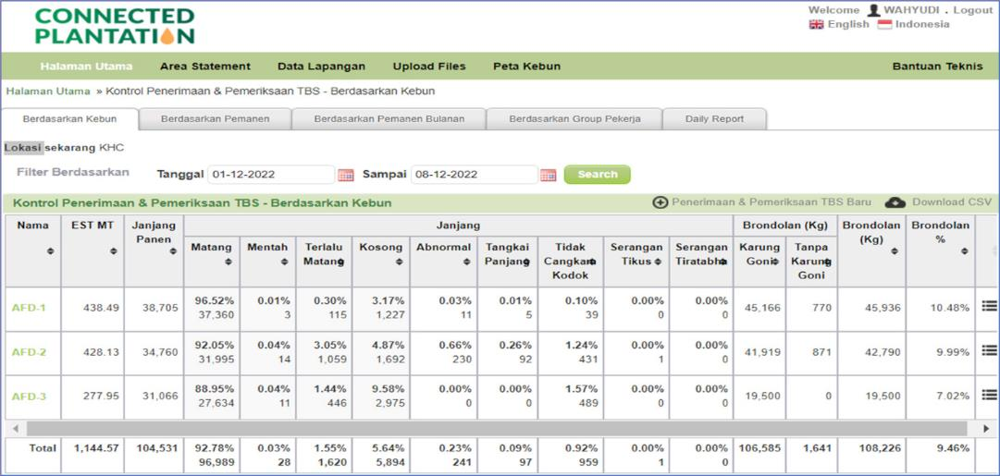 CONNECTED
PLANTATION
Welcome WAHYUDI . Logout
English Indonesia
Halaman Utama Area Statement Data Lapangan Upload Files Peta Kebun Bantuan Teknis
Halaman Utama » Kontrol Penerimaan & Pemeriksaan TBS - Berdasarkan Kebun
Berdasarkan Kebun Berdasarkan Pemanen Berdasarkan Pemanen Bulanan Berdasarkan Group Pekerja Daily Report
Lokasi sekarang KHC
Filter Berdasarkan Tanggal 01-12-2022 Sampai 08-12-2022 Search
Kontrol Penerimaan & Pemeriksaan TBS - Berdasarkan Kebun Penerimaan & Pemeriksaan TBS Baru Download CSV
Nama EST MT Janjang Janjang Brondolan (Kg) Brondolan Brondolan
Panen Matang Mentah Terlalu Kosong Abnormal Tangkai Tidak Serangan Serangan Karung Tanpa (Kg) %
Matang Panjang Cangkam Tikus Tiratabha Goni Karung
Kodok Goni
96.52% 0.01% 0.30% 3.17% 0.03% 0.01% 0.10% 0.00% 0.00%
AFD-1 438.49 38,705 37,360 3 115 1,227 11 5 39 0 0 45,166 770 45,936 10.48%
92.05% 0.04% 3.05% 4.87% 0.66% 0.26% 1.24% 0.00% 0.00%
AFD-2 428.13 34,760 31,995 14 1,059 1,692 230 92 431 1 0 41,919 871 42,790 9.99%
88.95% 0.04% 1.44% 9.58% 0.00% 0.00% 1.57% 0.00% 0.00%
AFD-3 277.95 31,066 27,634 11 446 2,975 0 0 489 0 0 19,500 0 19,500 7.02%
Total 1,144.57 104,531 92.78% 0.03% 1.55% 5.64% 0.23% 0.09% 0.92% 0.00% 0.00% 106,585 1,641 108,226 9.46%
96,989 28 1,620 5,894 241 97 959 1 0